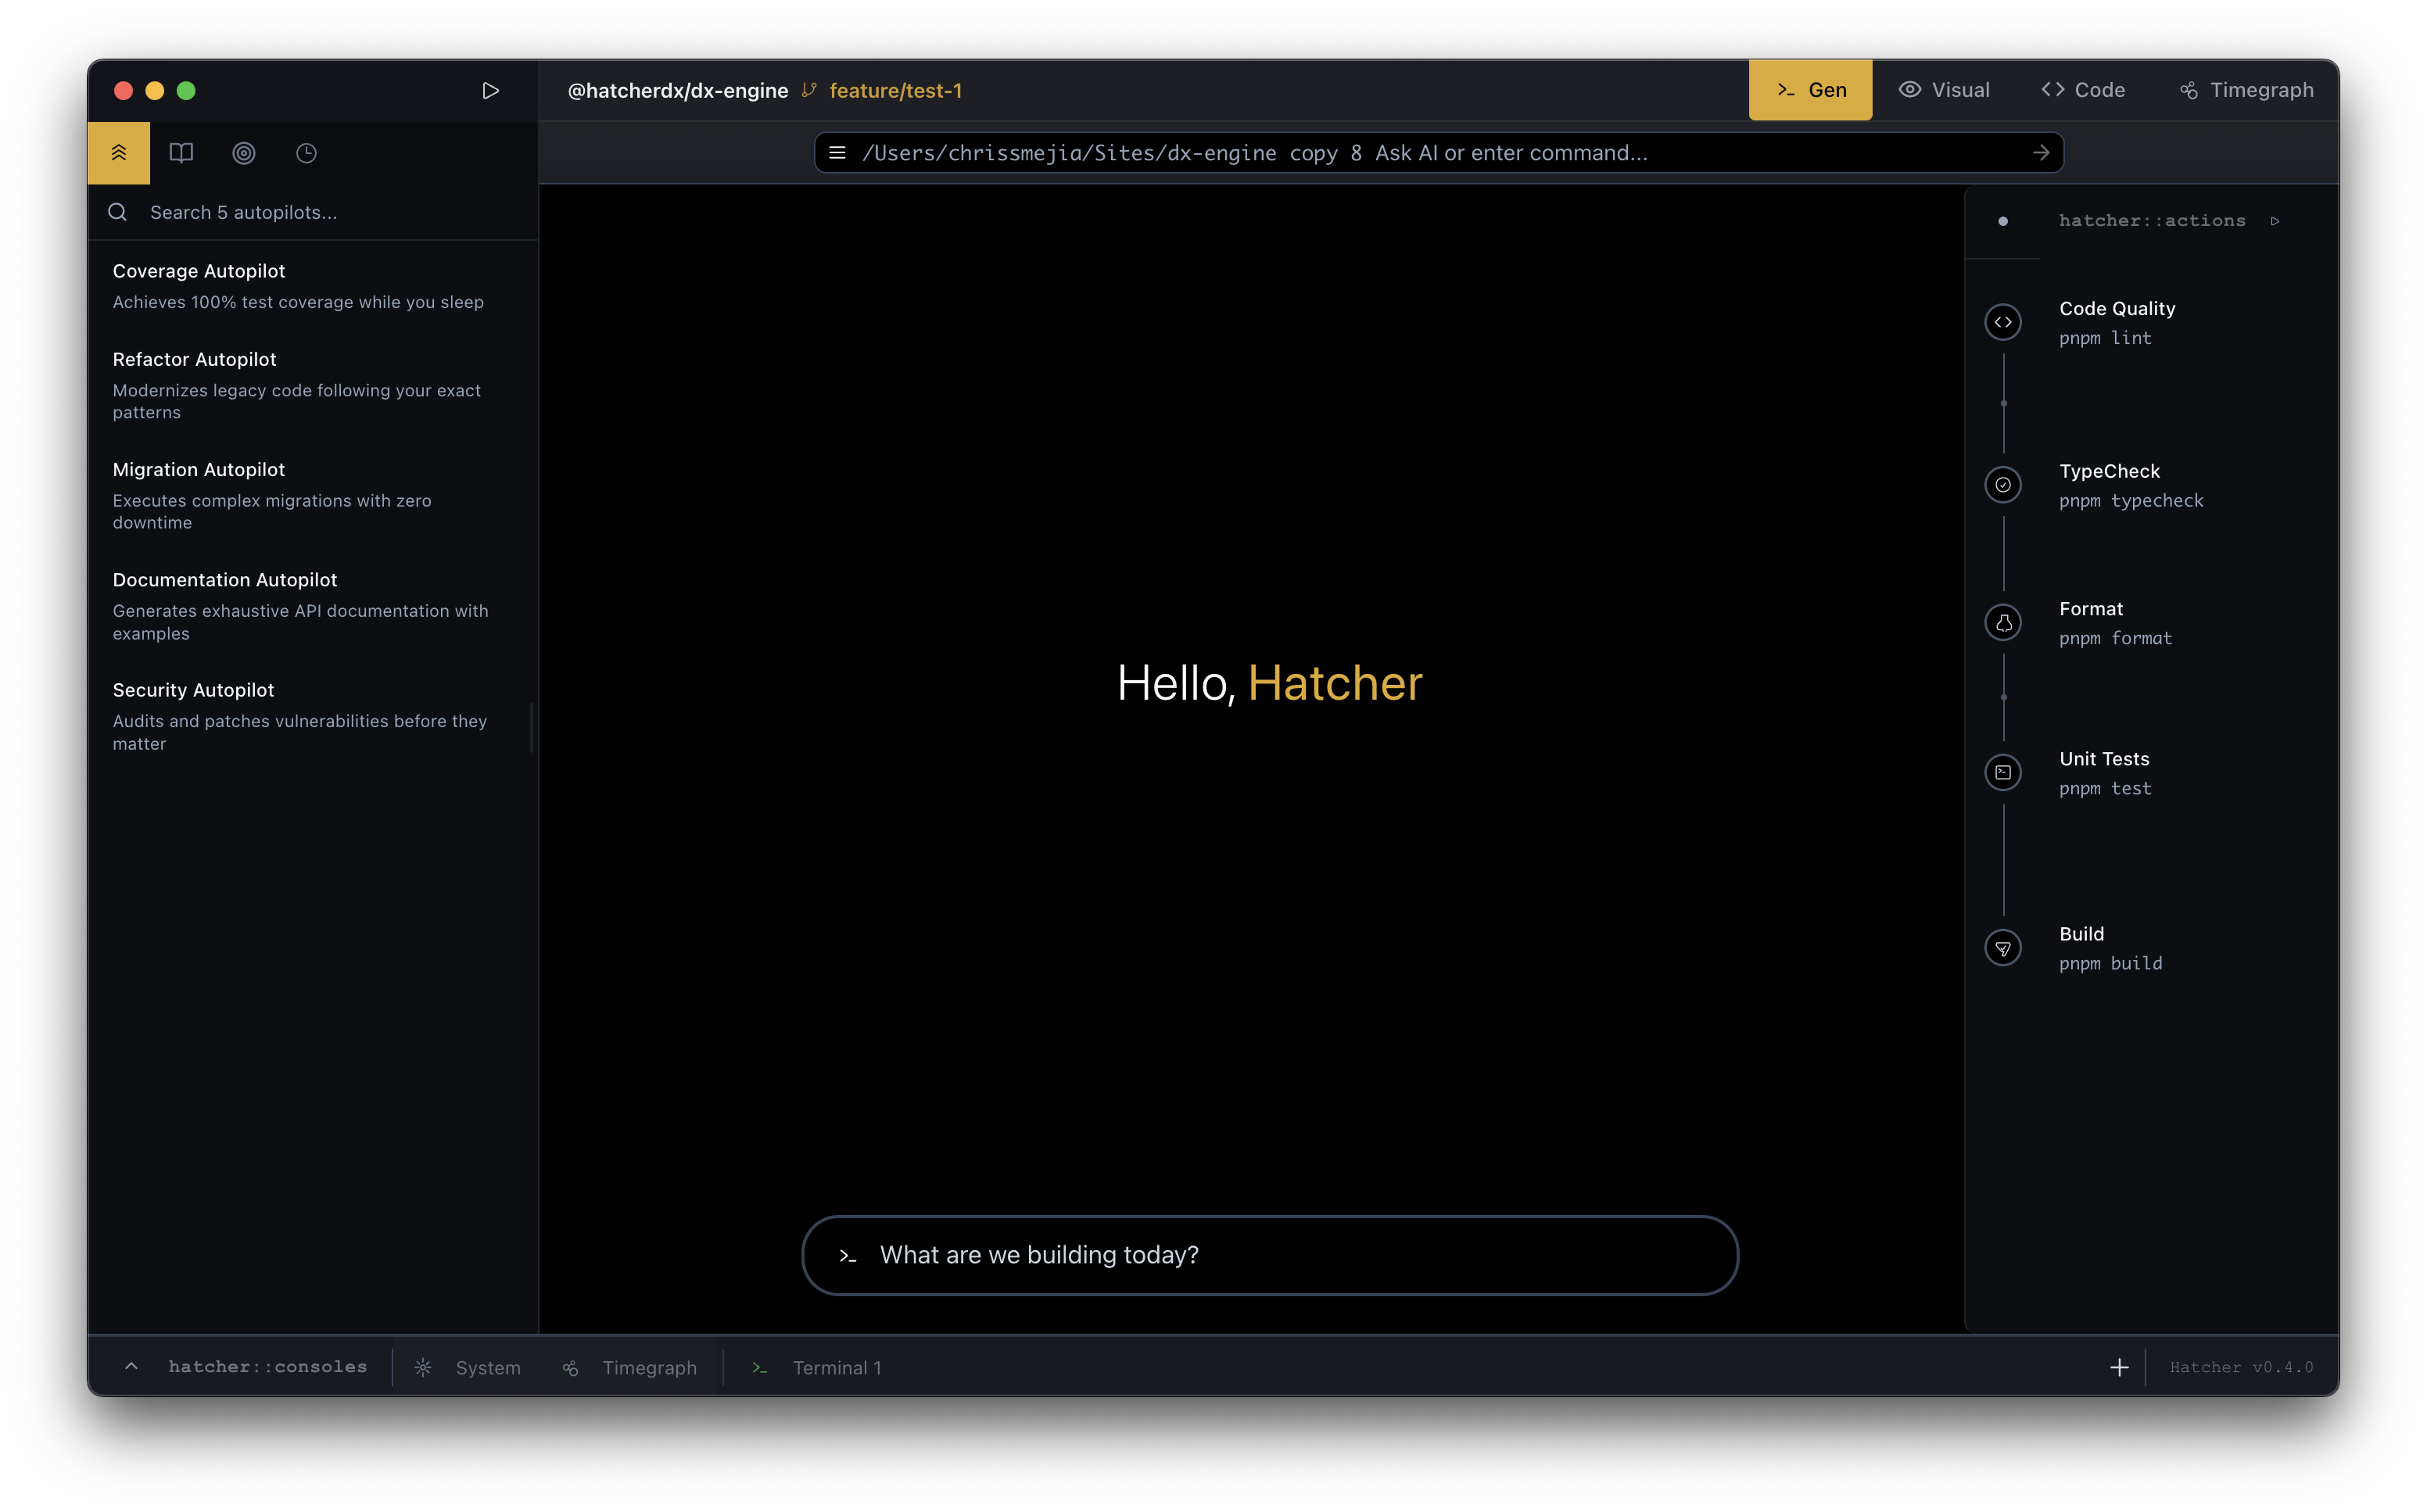 @hatcherdx/dx-engine feature/test-1
Gen
Visual
Code
Timegraph
/Users/chrissmejia/Sites/dx-engine copy 8 Ask AI or enter command...
Search 5 autopilots...
Coverage Autopilot
Achieves 100% test coverage while you sleep
Refactor Autopilot
Modernizes legacy code following your exact
patterns
Migration Autopilot
Executes complex migrations with zero
downtime
Documentation Autopilot
Generates exhaustive API documentation with
examples
Security Autopilot
Audits and patches vulnerabilities before they
matter
Hello, Hatcher
What are we building today?
hatcher::actions
Code Quality
pnpm lint
TypeCheck
pnpm typecheck
Format
pnpm format
Unit Tests
pnpm test
Build
pnpm build
hatcher::consoles
System
Timegraph
Terminal 1
Hatcher v0.4.0